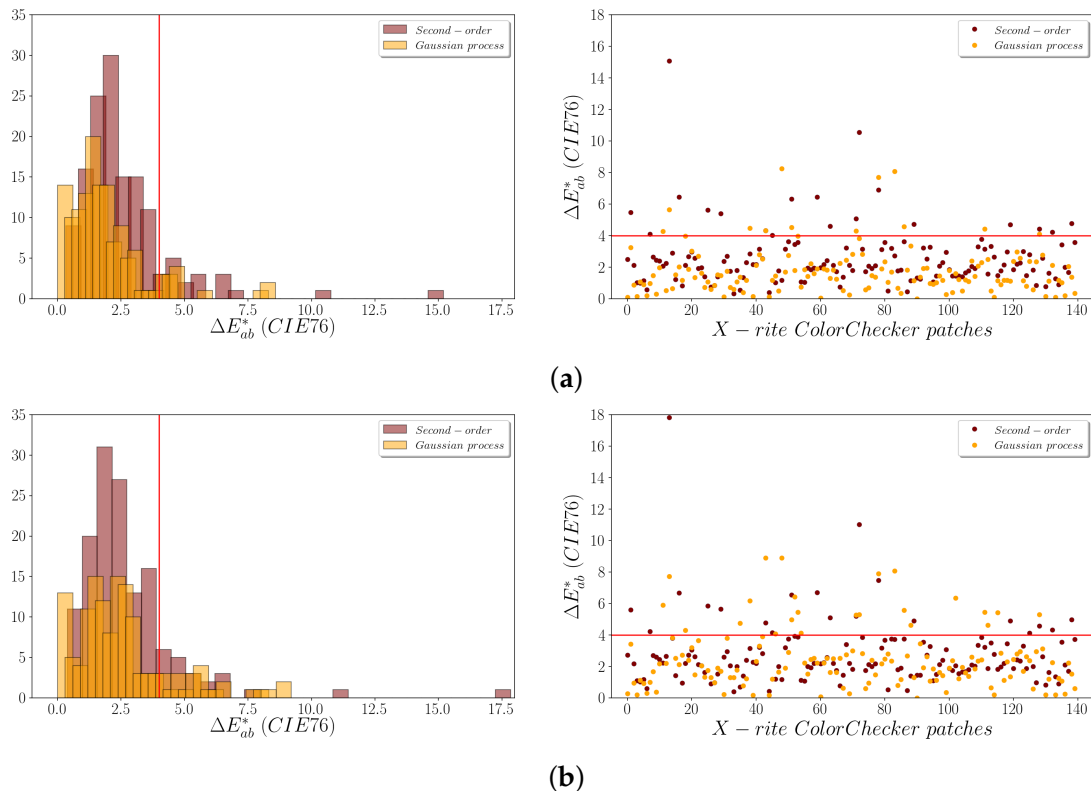 35
30
25
20
15
10
5
0
Second − order
Gaussian process
0.0 2.5 5.0 7.5 10.0 12.5 15.0 17.5
ΔE*ab (CIE76)
ΔE*ab (CIE76)
18
16
14
12
10
8
6
4
2
0
Second − order
Gaussian process
0 20 40 60 80 100 120 140
X − rite ColorChecker patches
(a)
35
30
25
20
15
10
5
0
Second − order
Gaussian process
0.0 2.5 5.0 7.5 10.0 12.5 15.0 17.5
ΔE*ab (CIE76)
ΔE*ab (CIE76)
18
16
14
12
10
8
6
4
2
0
Second − order
Gaussian process
0 20 40 60 80 100 120 140
X − rite ColorChecker patches
(b)